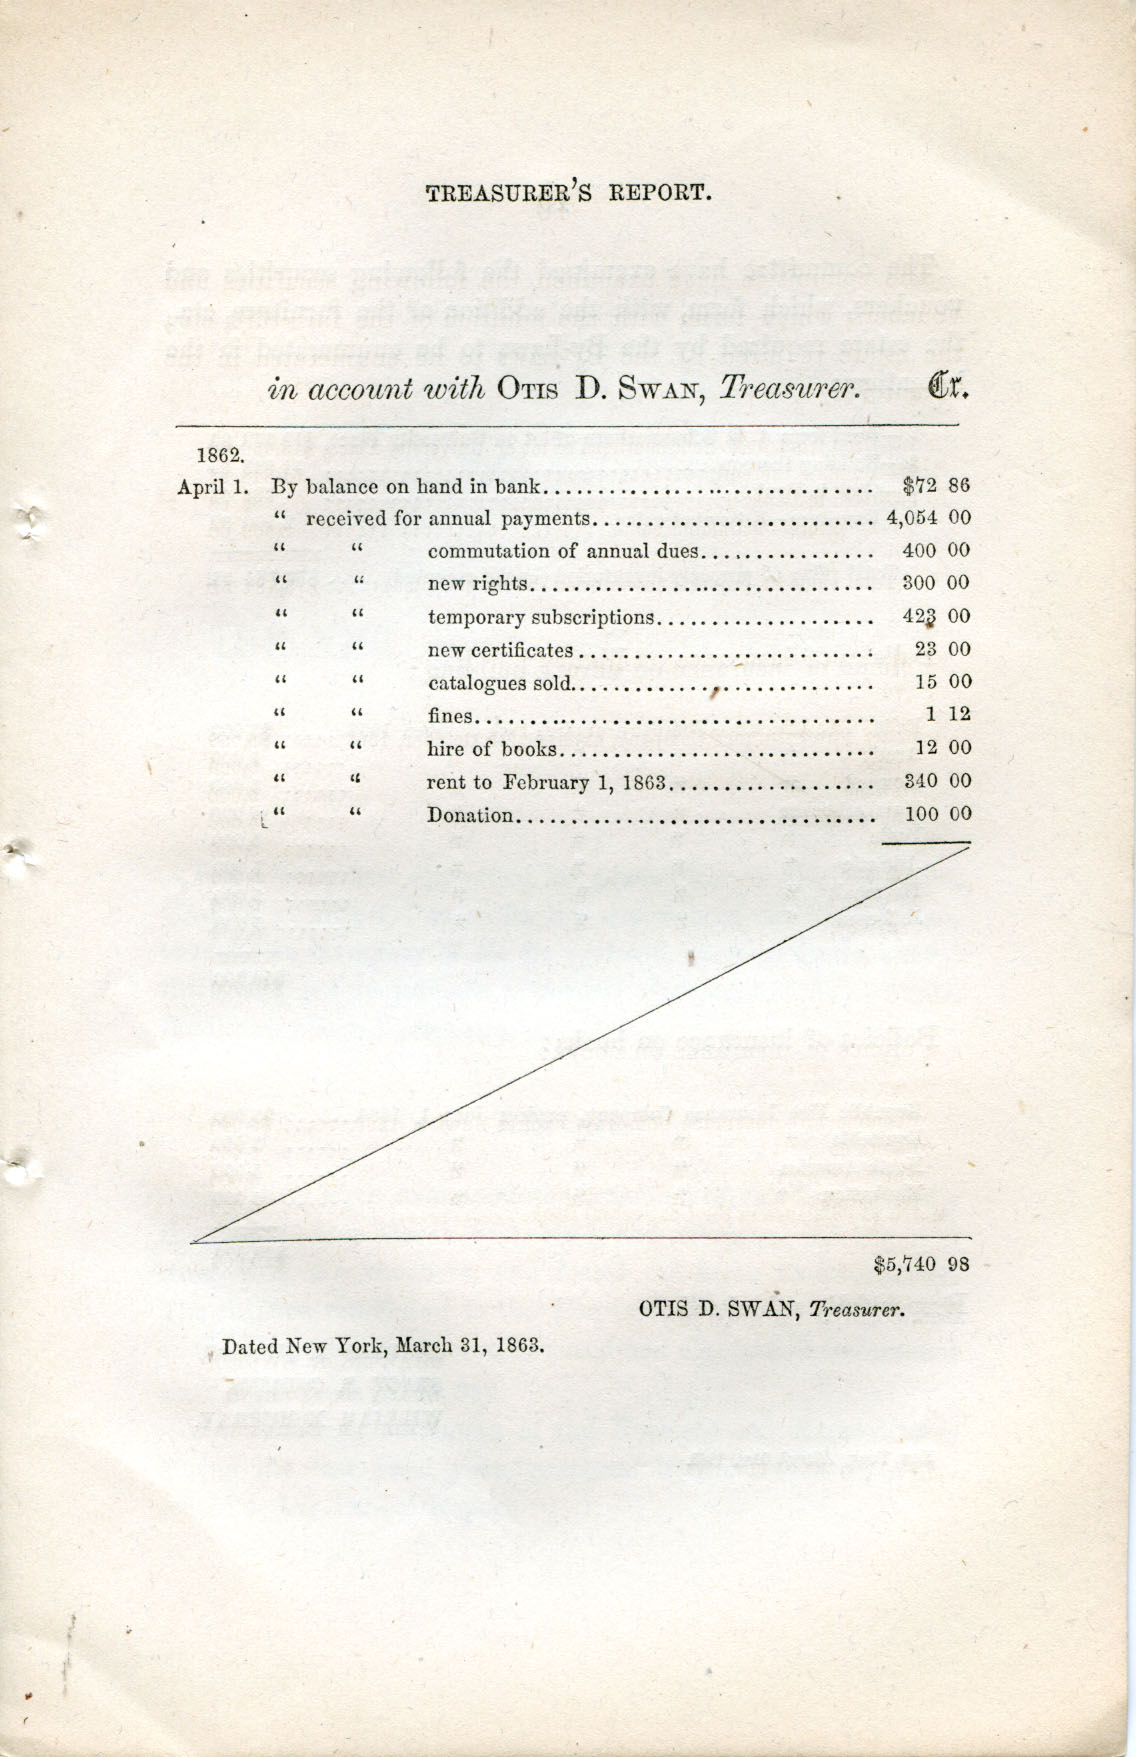 TREASURER'S REPORT.
in account with OTIS D. SWAN, Treasurer. Cr.
1862.
April 1. By balance on hand in bank................................ $72 86
“ received for annual payments.......................... 4,054 00
“ “ commutation of annual dues................ 400 00
“ “ new rights................................ 300 00
“ “ temporary subscriptions.................... 423 00
“ “ new certificates........................... 23 00
“ “ catalogues sold............................ 15 00
“ “ fines..................................... 1 12
“ “ hire of books............................. 12 00
“ “ rent to February 1, 1863................... 340 00
“ “ Donation.................................. 100 00
$5,740 98
OTIS D. SWAN, Treasurer.
Dated New York, March 31, 1863.